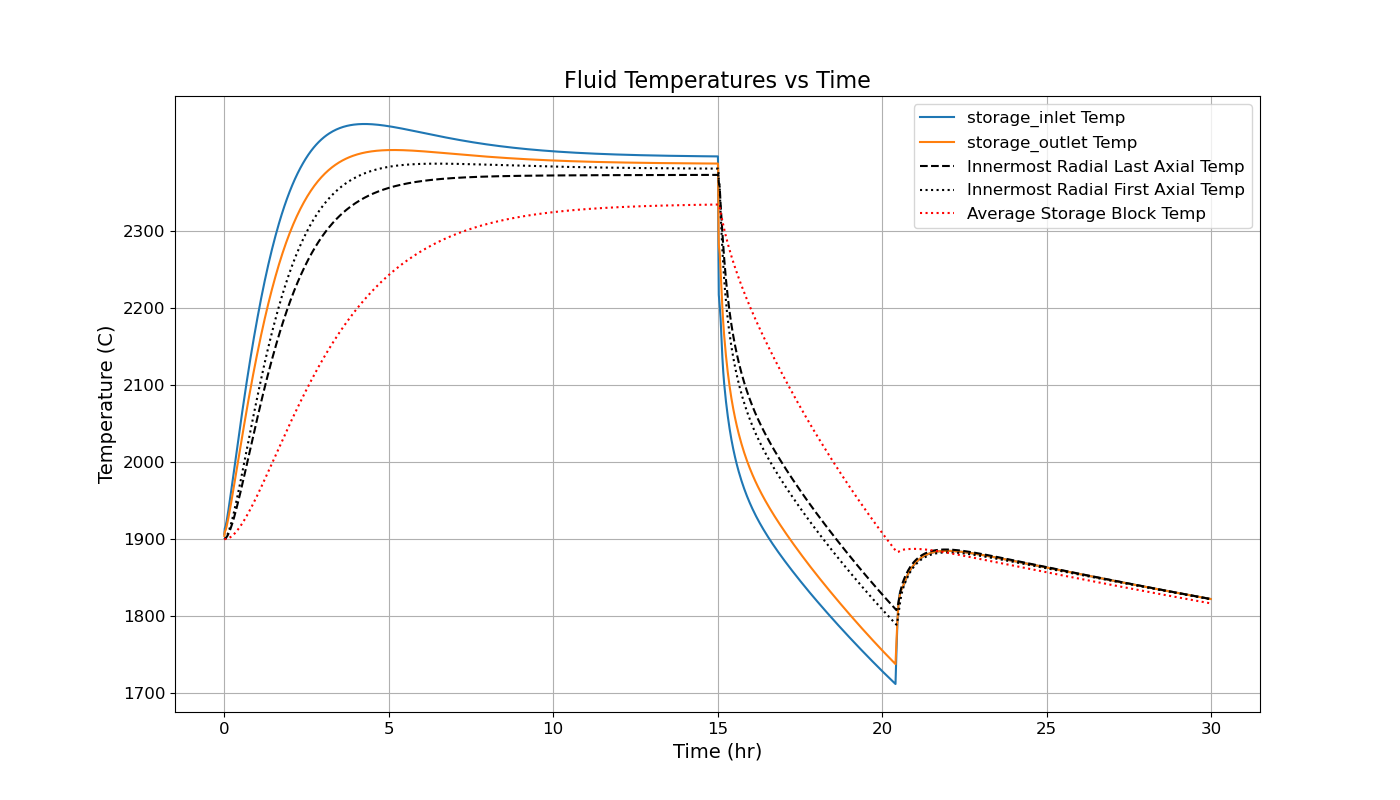 Fluid Temperatures vs Time
storage_inlet Temp
storage_outlet Temp
Innermost Radial Last Axial Temp
Innermost Radial First Axial Temp
Average Storage Block Temp
Temperature (C)
2300
2200
2100
2000
1900
1800
1700
0 5 10 15 20 25 30
Time (hr)